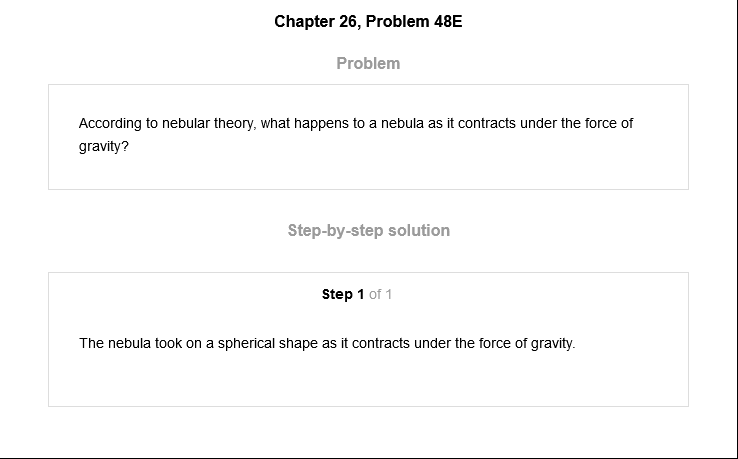 Chapter 26, Problem 48E
Problem
According to nebular theory, what happens to a nebula as it contracts under the force of
gravity?
Step-by-step solution
Step 1 of 1
The nebula took on a spherical shape as it contracts under the force of gravity.